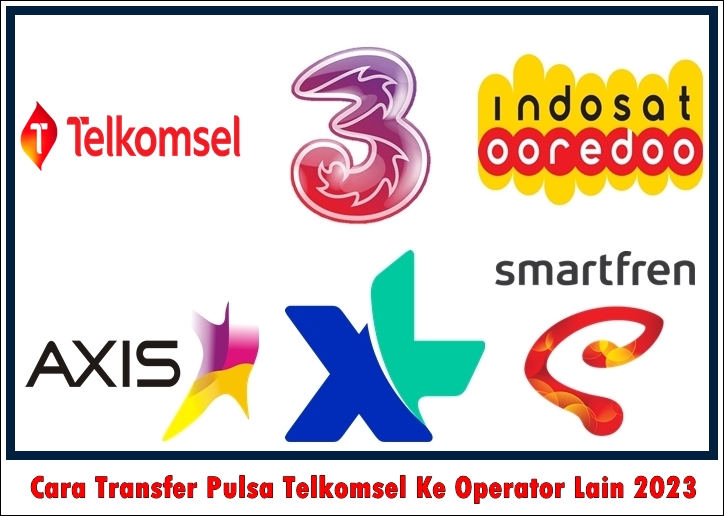 Telkomsel
3
indosat
ooredoo
smartfren
AXIS
XL
Cara Transfer Pulsa Telkomsel Ke Operator Lain 2023